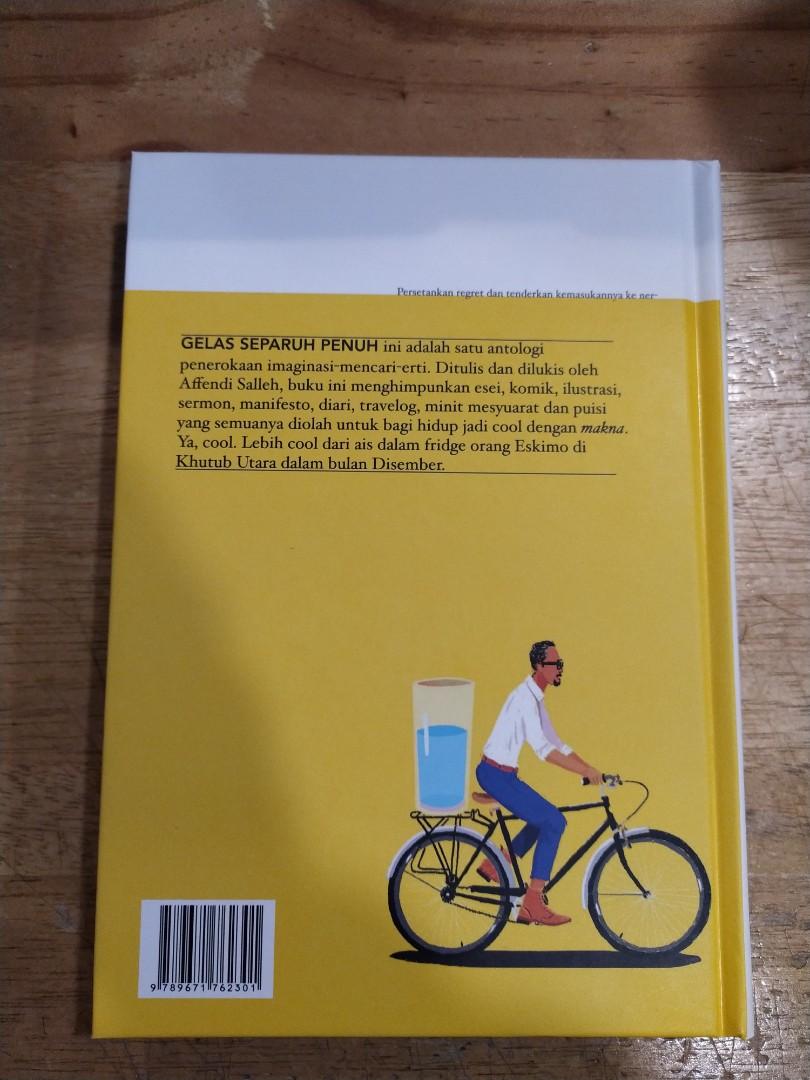 Persetankan regret dan tenderkan kemasukannya ke ner-
GELAS SEPARUH PENUH ini adalah satu antologi
penerokaan imaginasi-mencari-erti. Ditulis dan dilukis oleh
Affendi Salleh, buku ini menghimpunkan esei, komik, ilustrasi,
sermon, manifesto, diari, travelog, minit mesyuarat dan puisi
yang semuanya diolah untuk bagi hidup jadi cool dengan makna.
Ya, cool. Lebih cool dari ais dalam fridge orang Eskimo di
Khutub Utara dalam bulan Disember.
9 789671 762301